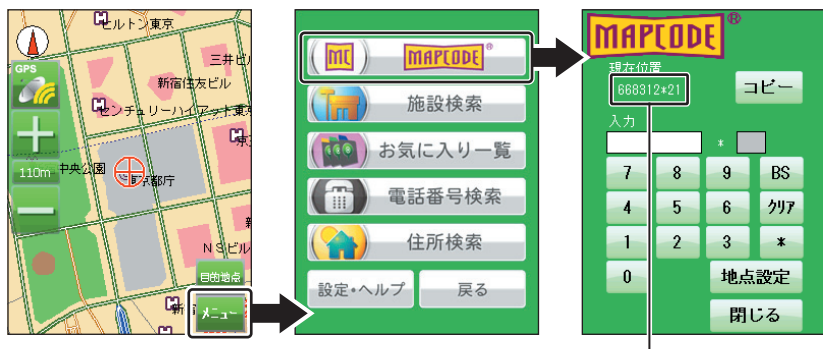 ヒルトン東京
三井ビ
GPS
新宿住友ビル
センチュリーハイアット東京
110m
中央公園
東京都庁
NSビル
目的地点
メニュー
MC MAPCODE®
施設検索
お気に入り一覧
電話番号検索
住所検索
設定・ヘルプ 戻る
MAPCODE®
現在位置
668312*21 コピー
入力
*
7 8 9 BS
4 5 6 クリア
1 2 3 *
0 地点設定
閉じる